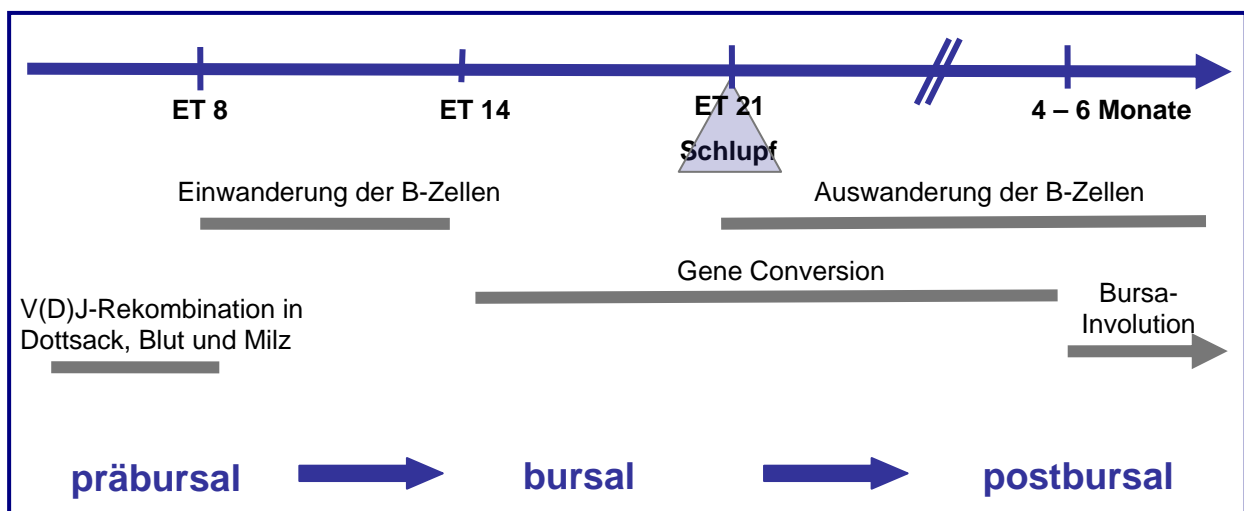 ET 8
ET 14
ET 21
4 – 6 Monate
Schlupf
Einwanderung der B-Zellen
Auswanderung der B-Zellen
Gene Conversion
V(D)J-Rekombination in
Dottsack, Blut und Milz
Bursa-
Involution
präbursal
bursal
postbursal